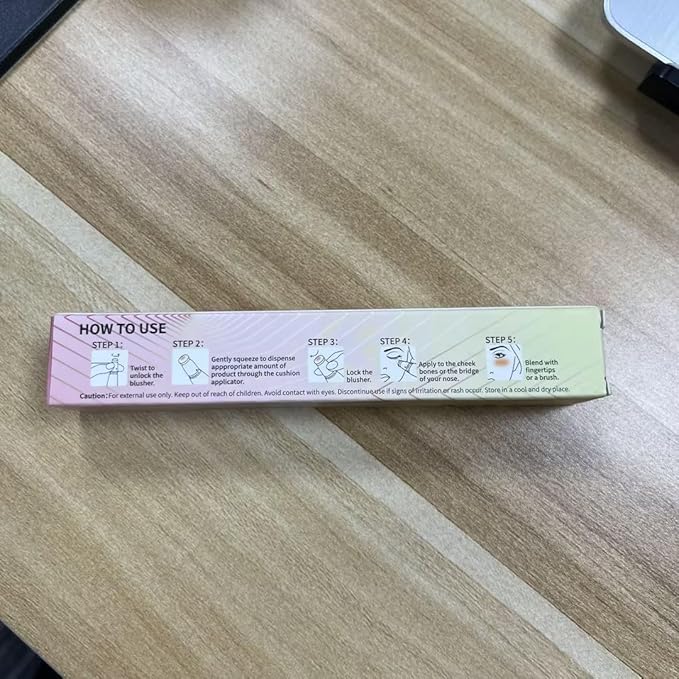 HOW TO USE
STEP 1:
Twist to
unlock the
blusher.
STEP 2:
Gently squeeze to dispense
apppropriate amount of
product through the cushion
applicator.
STEP 3:
Lock the
blusher.
STEP 4:
Apply to the cheek
bones or the bridge
of your nose.
STEP 5:
Blend with
fingertips
or a brush.
Caution: For external use only. Keep out of reach of children. Avoid contact with eyes. Discontinue use if signs of irritation or rash occur. Store in a cool and dry place.